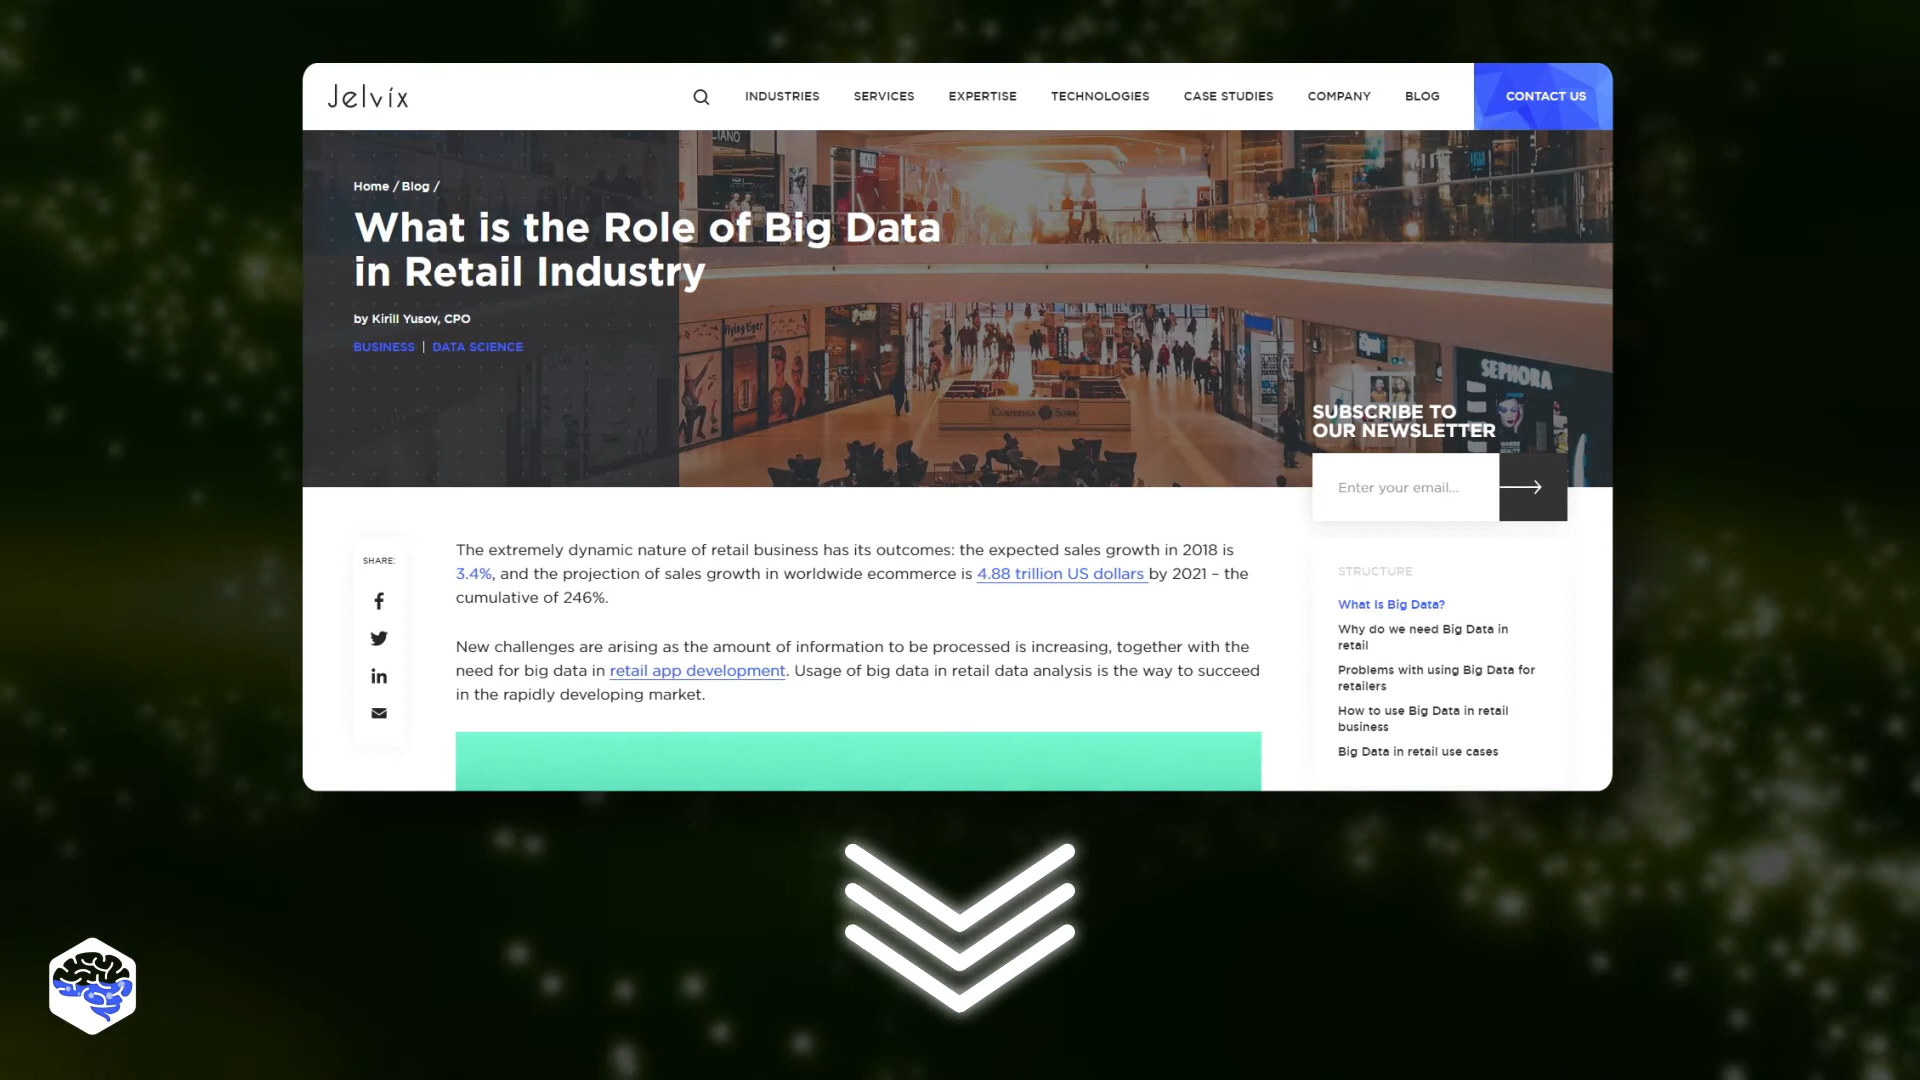 Jelvix
INDUSTRIES
SERVICES
EXPERTISE
TECHNOLOGIES
CASE STUDIES
COMPANY
BLOG
CONTACT US
Home / Blog /
What is the Role of Big Data
in Retail Industry
by Kirill Yusov, CPO
BUSINESS | DATA SCIENCE
flying tiger
SEPHORA
SUBSCRIBE TO
OUR NEWSLETTER
Enter your email...
SHARE:
The extremely dynamic nature of retail business has its outcomes: the expected sales growth in 2018 is
3.4%, and the projection of sales growth in worldwide ecommerce is 4.88 trillion US dollars by 2021 – the
cumulative of 246%.
New challenges are arising as the amount of information to be processed is increasing, together with the
need for big data in retail app development. Usage of big data in retail data analysis is the way to succeed
in the rapidly developing market.
STRUCTURE
What Is Big Data?
Why do we need Big Data in
retail
Problems with using Big Data for
retailers
How to use Big Data in retail
business
Big Data in retail use cases